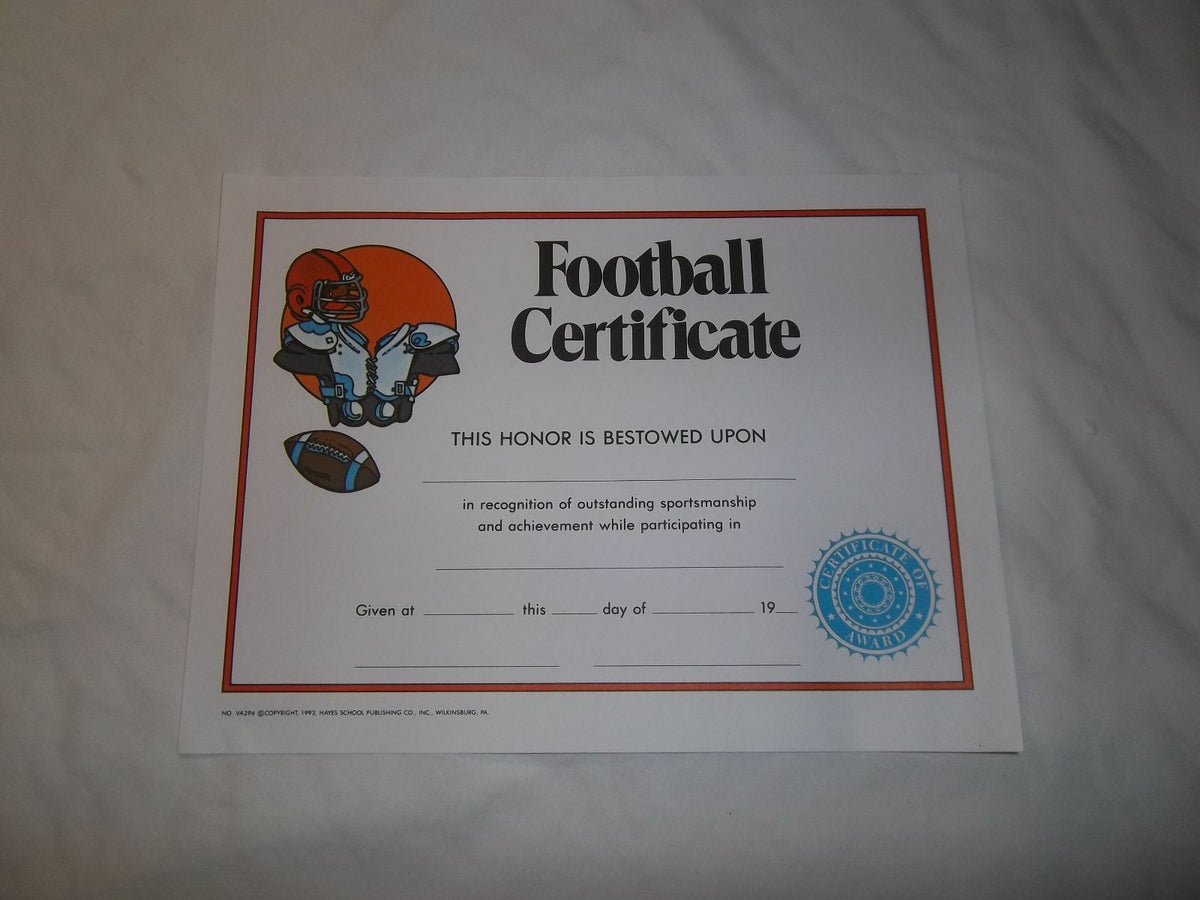 Football
Certificate
THIS HONOR IS BESTOWED UPON
in recognition of outstanding sportsmanship
and achievement while participating in
Given at this day of 19
CERTIFICATE OF
AWARD
NO. VA296 ©COPYRIGHT, 1993, HAYES SCHOOL PUBLISHING CO., INC., WILKINSBURG, PA.